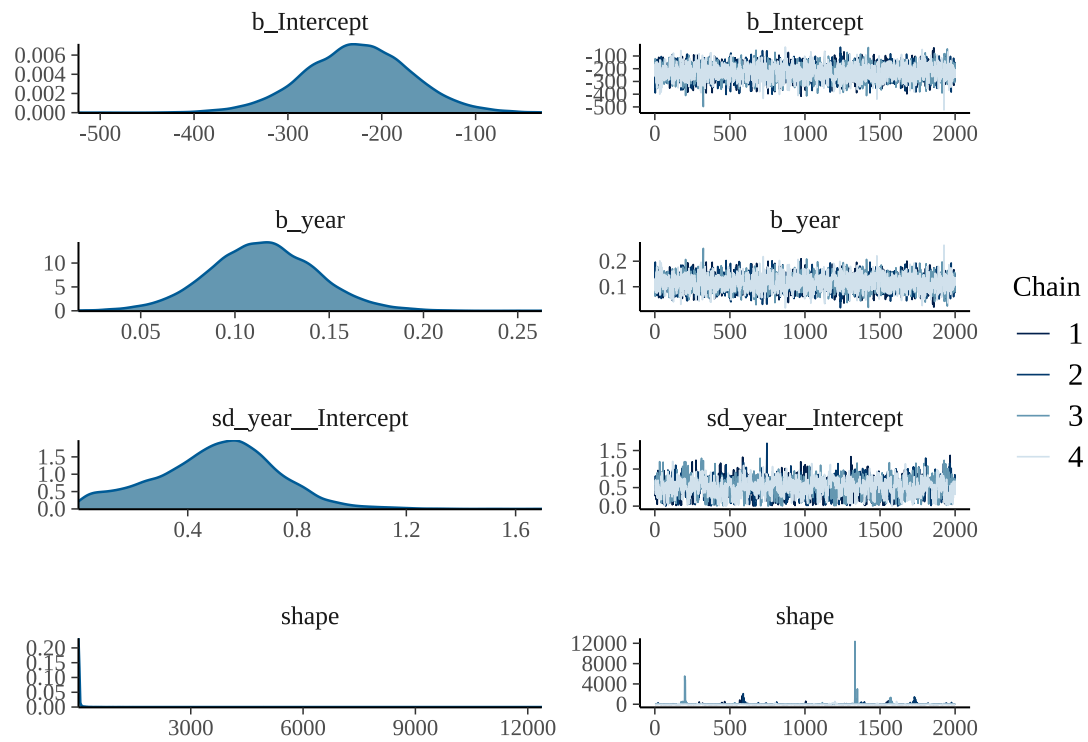 b_Intercept
0.006
0.004
0.002
0.000
-500 -400 -300 -200 -100
b_Intercept
-100
-200
-300
-400
-500
0 500 1000 1500 2000
b_year
10
5
0
0.05 0.10 0.15 0.20 0.25
b_year
0.2
0.1
0 500 1000 1500 2000
sd_year__Intercept
1.5
1.0
0.5
0.0
0.4 0.8 1.2 1.6
sd_year__Intercept
1.5
1.0
0.5
0.0
0 500 1000 1500 2000
shape
0.20
0.15
0.10
0.05
0.00
3000 6000 9000 12000
shape
12000
8000
4000
0
0 500 1000 1500 2000
Chain
1
2
3
4